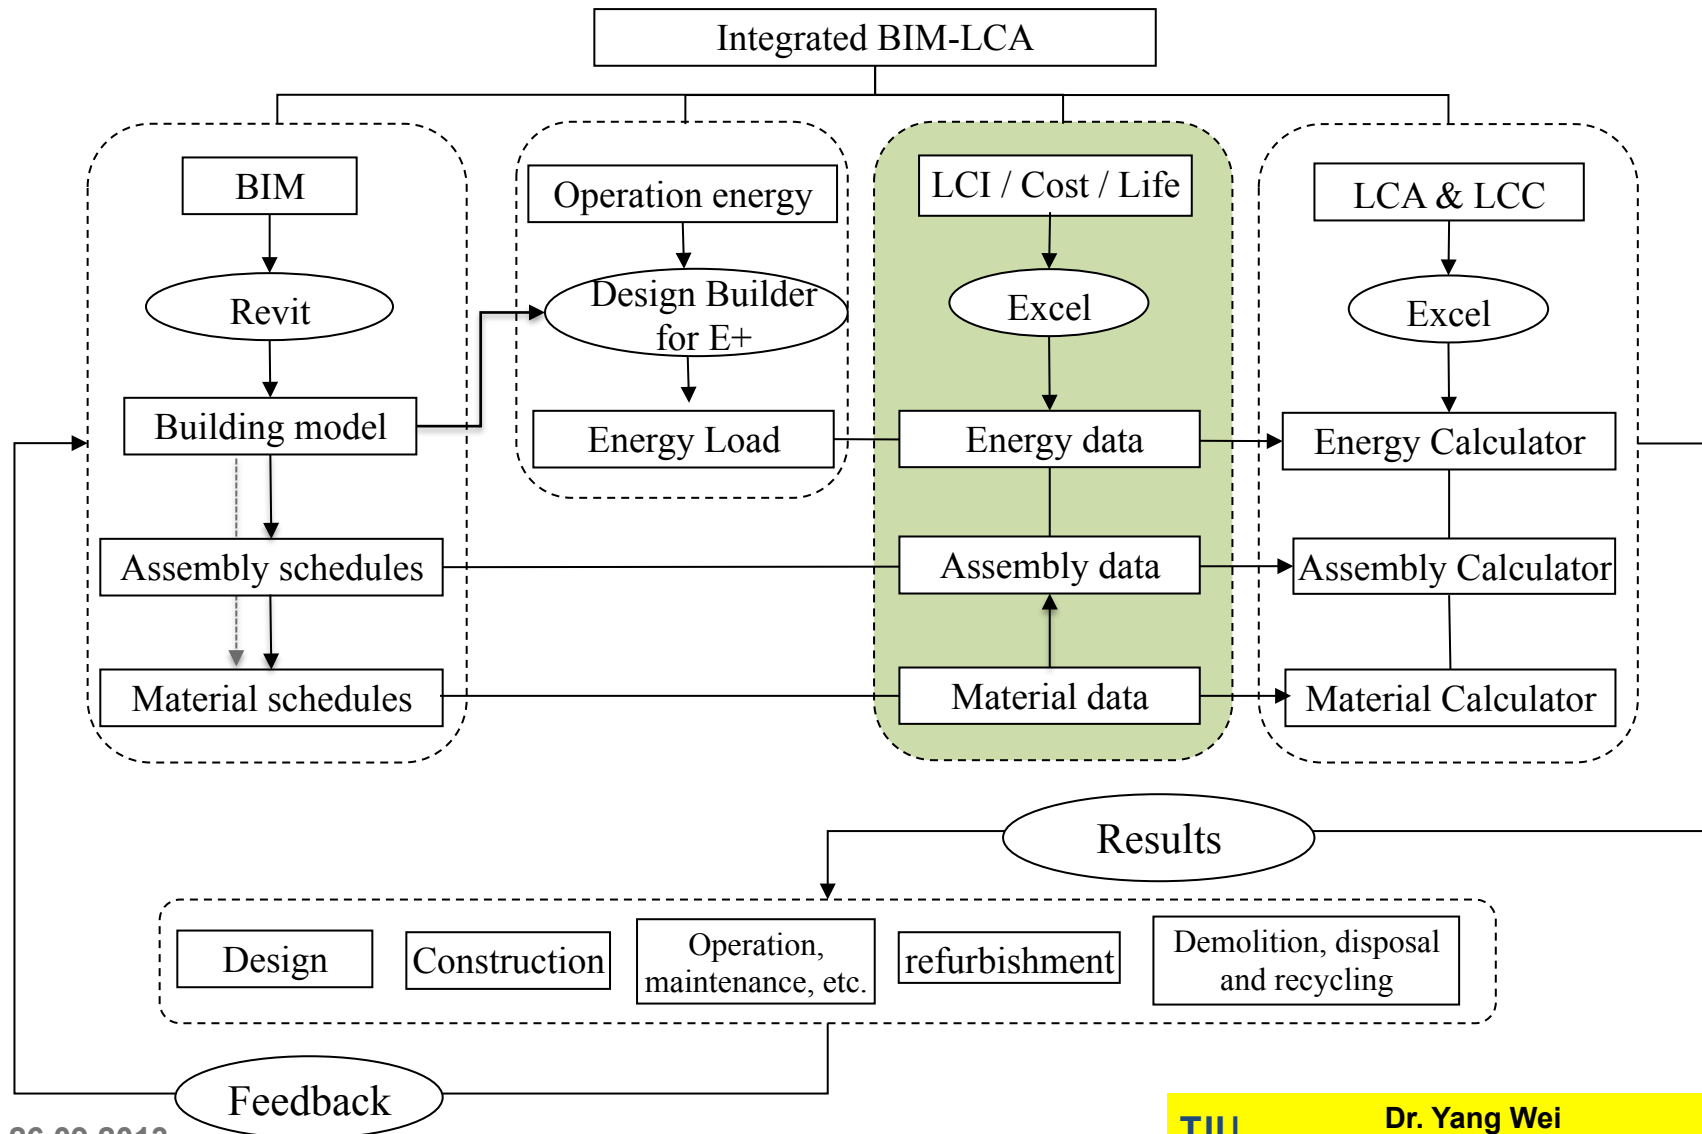 Integrated BIM-LCA
BIM
Operation energy
LCI / Cost / Life
LCA & LCC
Revit
Design Builder
for E+
Excel
Excel
Building model
Energy Load
Energy data
Energy Calculator
Assembly schedules
Assembly data
Assembly Calculator
Material schedules
Material data
Material Calculator
Results
Design
Construction
Operation,
maintenance, etc.
refurbishment
Demolition, disposal
and recycling
Feedback
Dr. Yang Wei